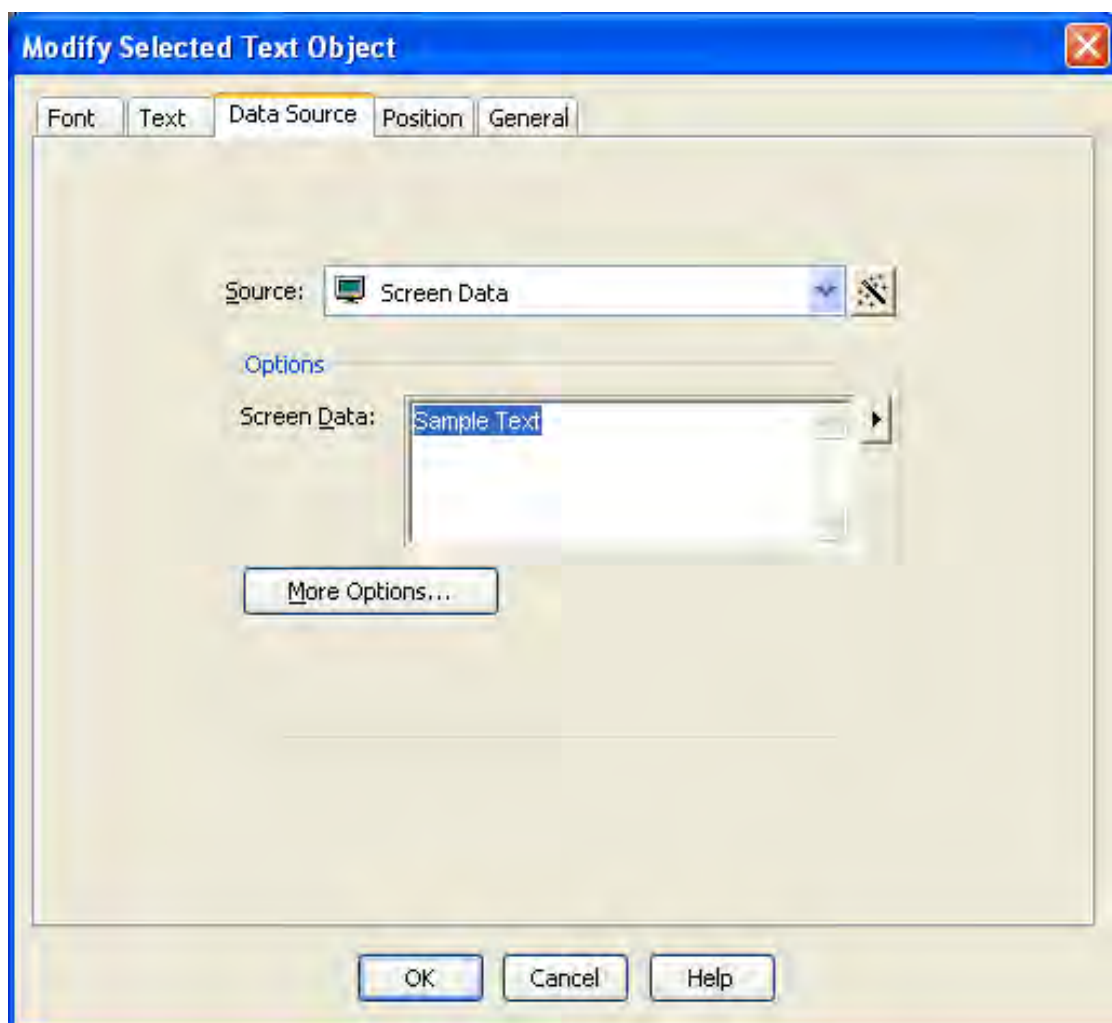 Modify Selected Text Object
Font Text Data Source Position General
Source: Screen Data
Options
Screen Data: Sample Text
More Options...
OK Cancel Help